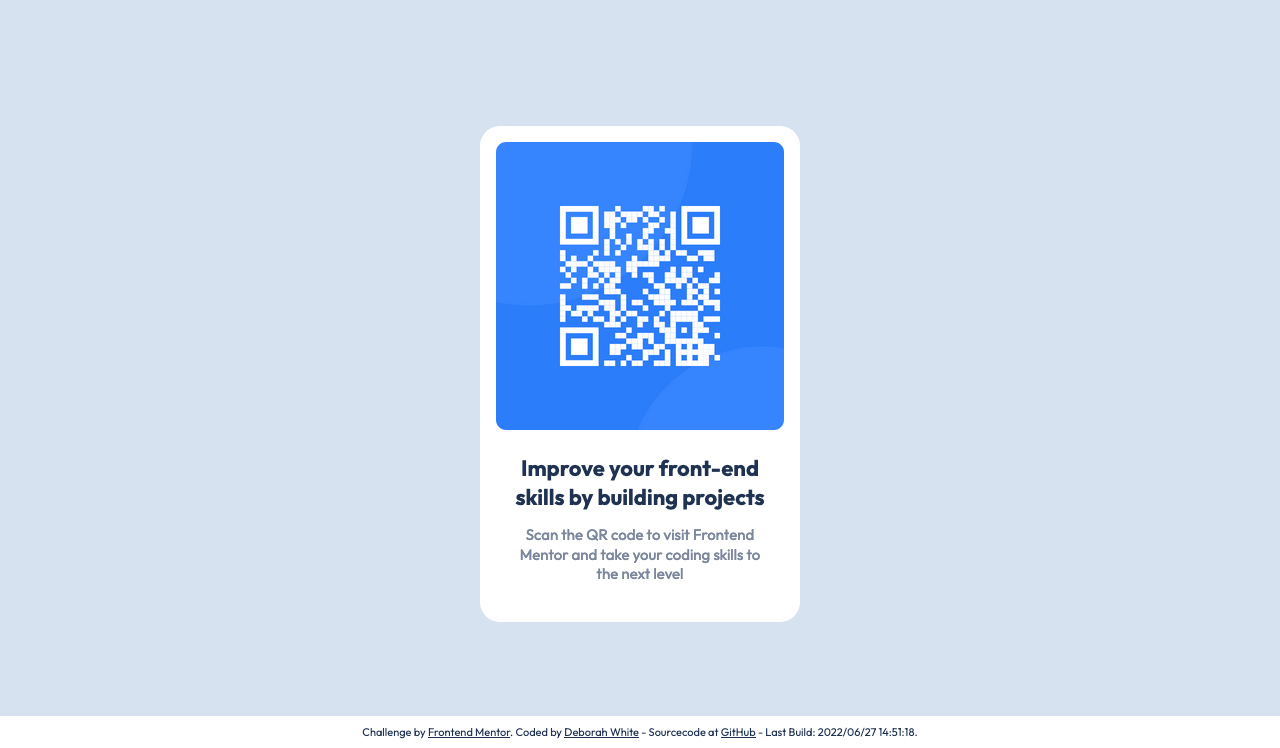 Improve your front-end
skills by building projects
Scan the QR code to visit Frontend
Mentor and take your coding skills to
the next level
Challenge by Frontend Mentor. Coded by Deborah White - Sourcecode at GitHub - Last Build: 2022/06/27 14:51:18.